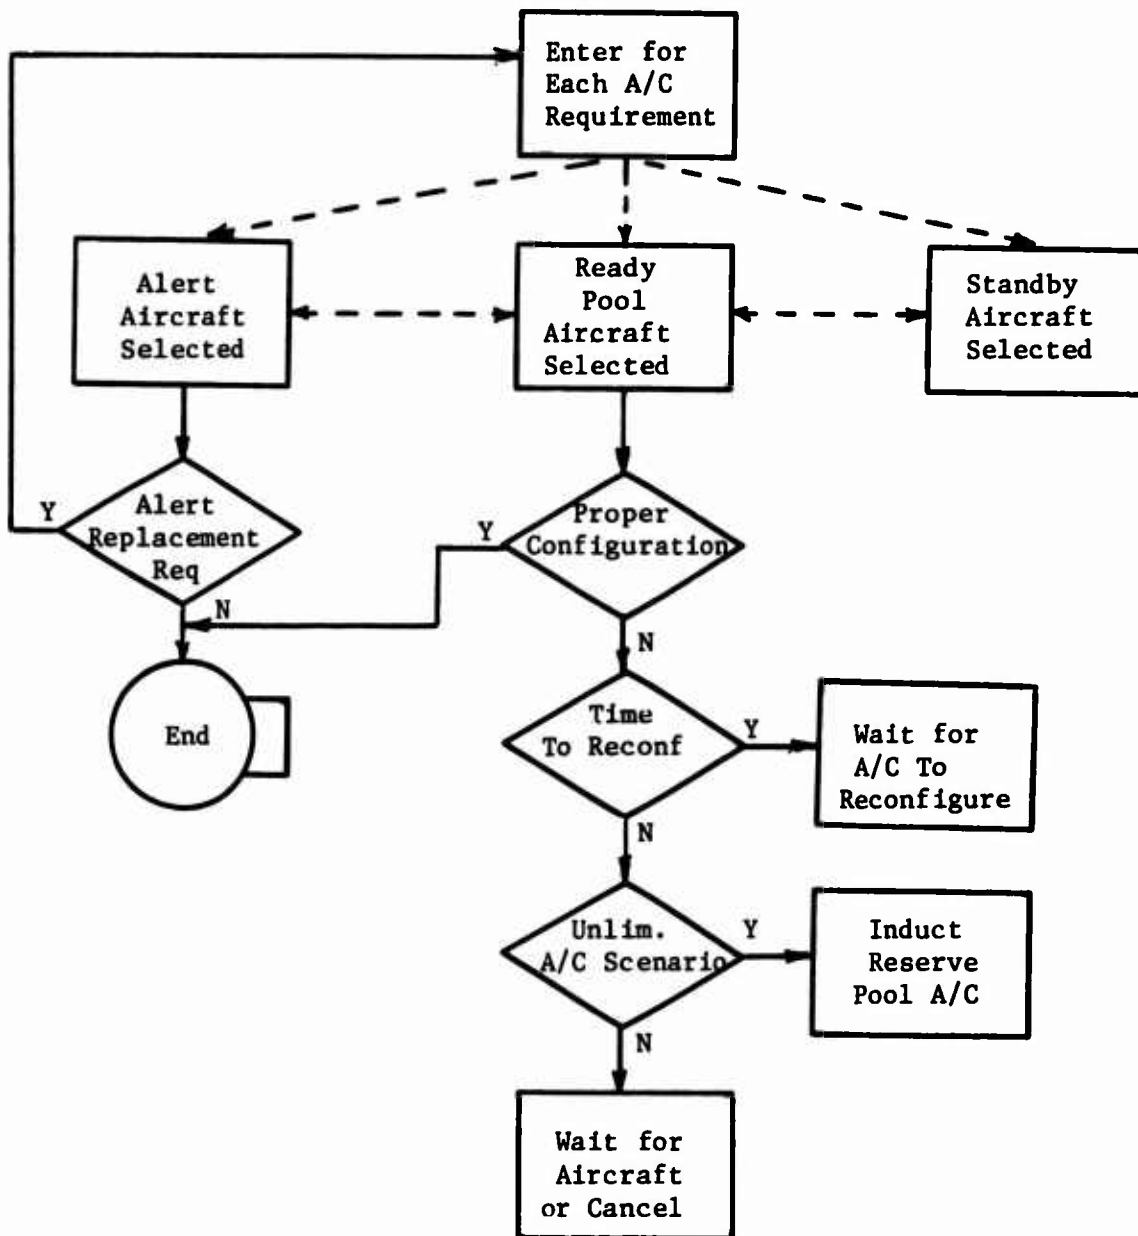 Enter for
Each A/C
Requirement
Alert
Aircraft
Selected
Ready
Pool
Aircraft
Selected
Standby
Aircraft
Selected
Y
Alert
Replacement
Req
N
Y
Proper
Configuration
N
End
Time
To Reconf
Y
N
Wait for
A/C To
Reconfigure
Unlim.
A/C Scenario
Y
N
Induct
Reserve
Pool A/C
Wait for
Aircraft
or Cancel